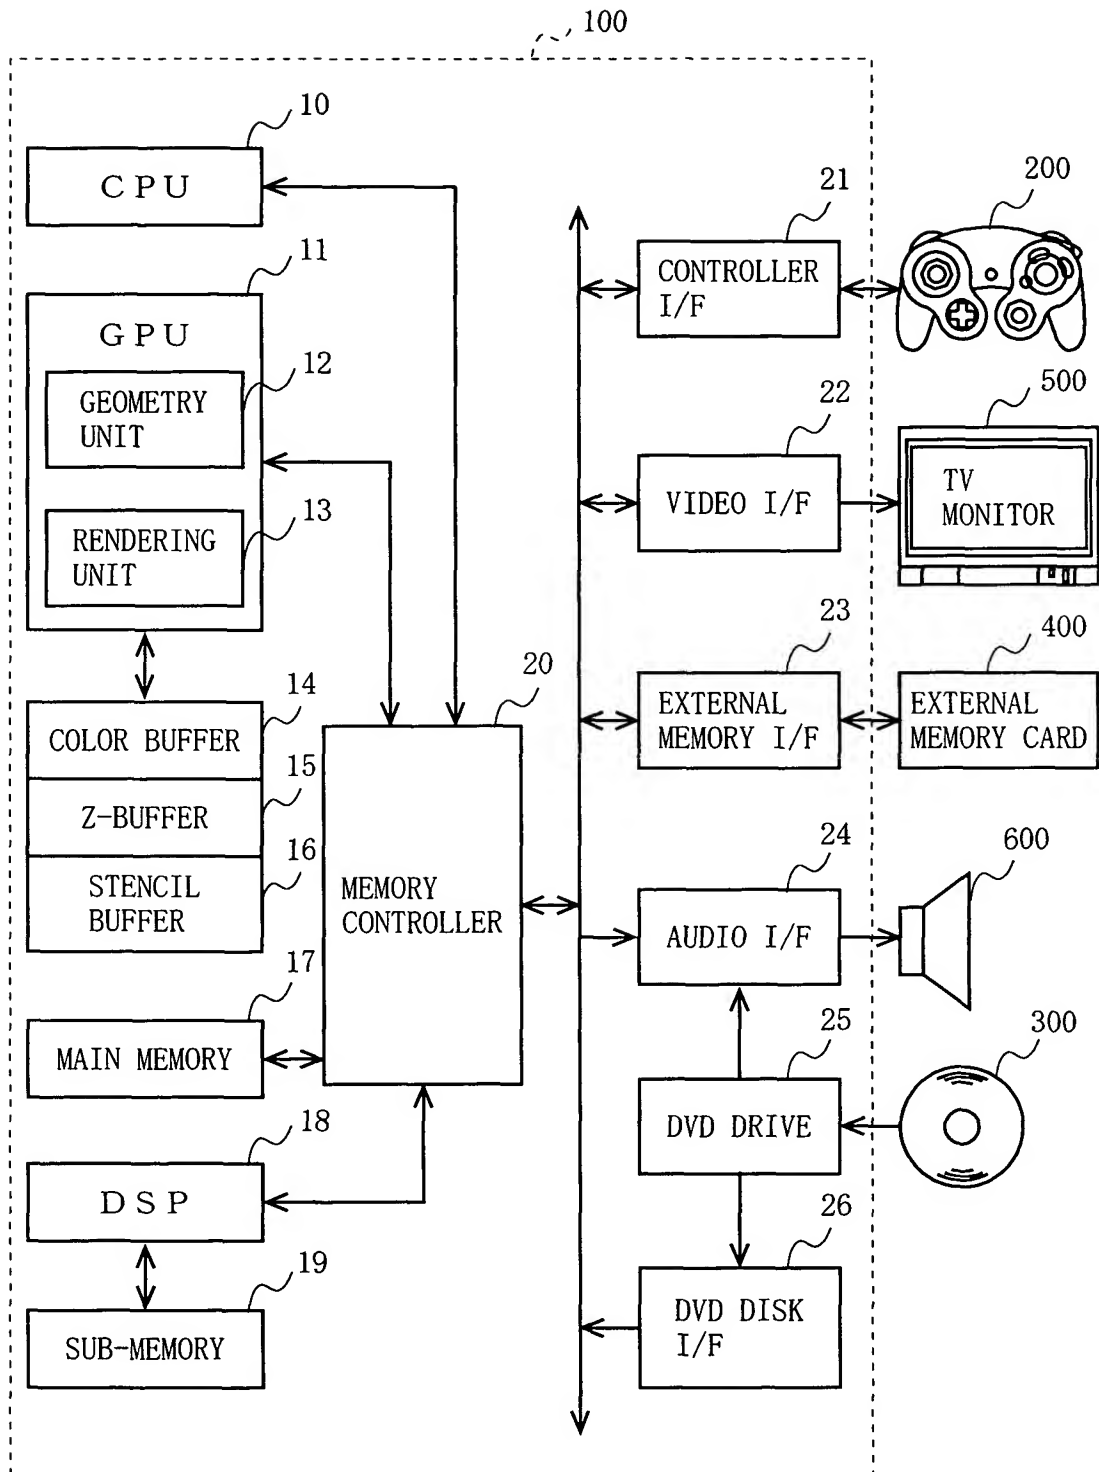 100
10
CPU
11
GPU
12
GEOMETRY
UNIT
13
RENDERING
UNIT
14
COLOR BUFFER
15
Z-BUFFER
16
STENCIL
BUFFER
17
MAIN MEMORY
18
DSP
19
SUB-MEMORY
20
MEMORY
CONTROLLER
21
CONTROLLER
I/F
200
22
VIDEO I/F
500
TV
MONITOR
23
EXTERNAL
MEMORY I/F
400
EXTERNAL
MEMORY CARD
24
AUDIO I/F
600
25
DVD DRIVE
300
26
DVD DISK
I/F